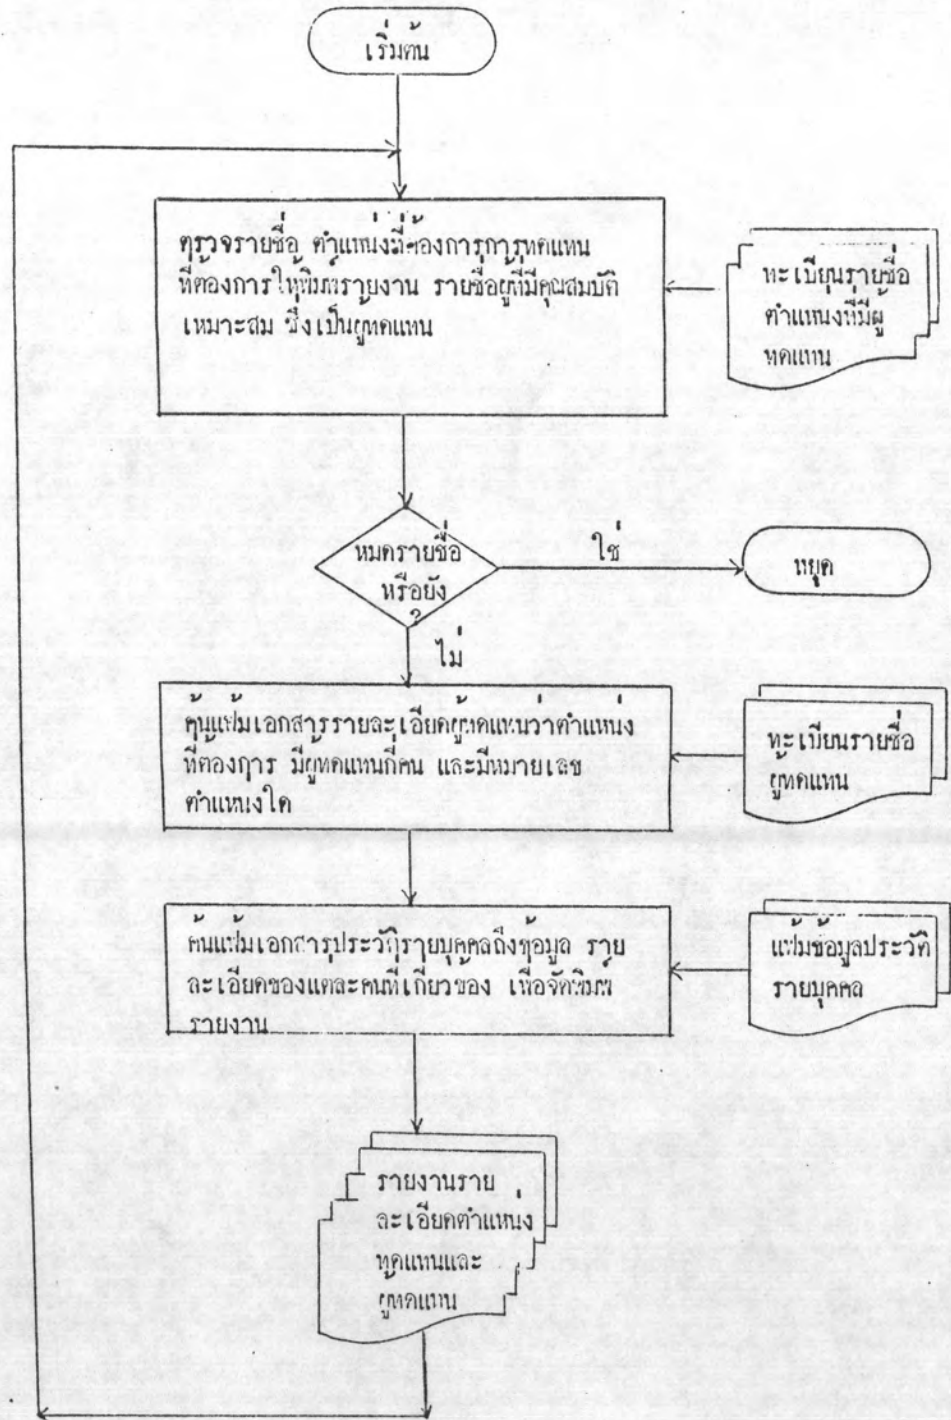 เริ่มต้น
ตรวจรายชื่อ ตำแหน่งที่ต้องการการทดแทน
ที่ต้องการให้พิมพ์รายงาน รายชื่อผู้ที่มีคุณสมบัติ
เหมาะสม ซึ่งเป็นผู้ทดแทน
ทะเบียนรายชื่อ
ตำแหน่งที่มีผู้
ทดแทน
หมดรายชื่อ
หรือยัง
?
ใช่
หยุด
ไม่
ค้นแฟ้มเอกสารรายละเอียดผู้ทดแทนว่าตำแหน่ง
ที่ต้องการ มีผู้ทดแทนกี่คน และมีหมายเลข
ตำแหน่งใด
ทะเบียนรายชื่อ
ผู้ทดแทน
ค้นแฟ้มเอกสารประวัติรายบุคคลถึงข้อมูล ราย
ละเอียดของแต่ละคนที่เกี่ยวข้อง เพื่อจัดพิมพ์
รายงาน
แฟ้มข้อมูลประวัติ
รายบุคคล
รายงานราย
ละเอียดตำแหน่ง
ทดแทนและ
ผู้ทดแทน